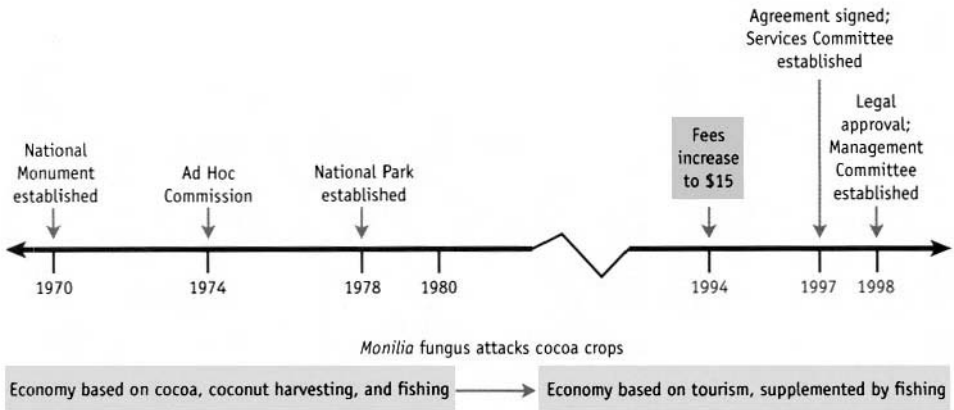 National
Monument
established
Ad Hoc
Commission
National Park
established
Fees
increase
to $15
Agreement signed;
Services Committee
established
Legal
approval;
Management
Committee
established
1970
1974
1978
1980
1994
1997
1998
Monilia fungus attacks cocoa crops
Economy based on cocoa, coconut harvesting, and fishing
Economy based on tourism, supplemented by fishing